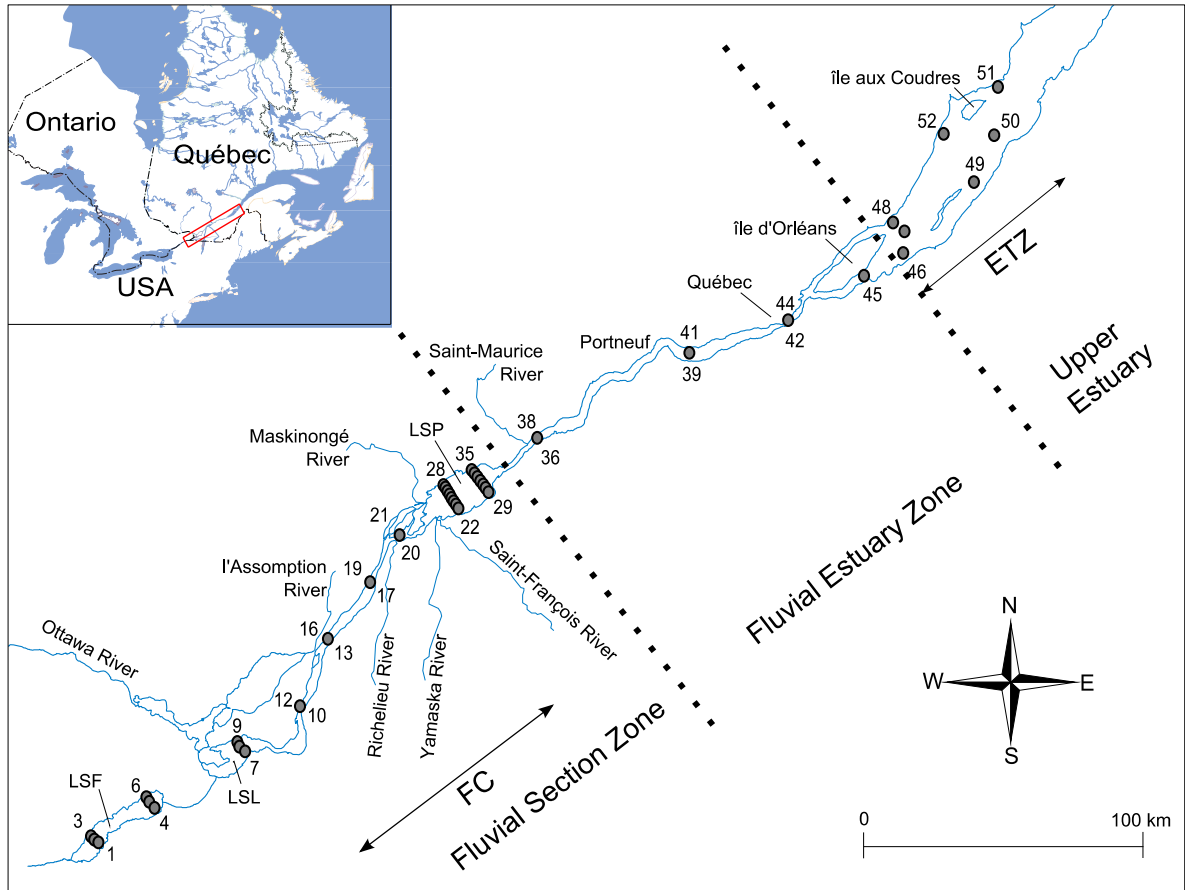 Ontario
Québec
USA
île aux Coudres
51
52
50
49
48
île d'Orléans
46
45
ETZ
Québec
44
42
Upper
Estuary
Portneuf
41
39
Saint-Maurice
River
38
36
LSP
35
Maskinongé
River
28
29
22
21
20
Fluvial Estuary Zone
Saint-François River
l'Assomption
River
19
17
16
13
Ottawa River
Richelieu River
Yamaska River
12
10
9
7
LSL
FC
Fluvial Section Zone
LSF
6
4
3
1
N
W
E
S
0
100 km